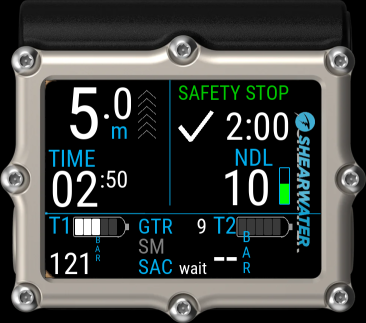 5.0 m
SAFETY STOP
2:00
TIME
02:50
NDL
10
SHEARWATER
T1 BAR 121
GTR 9
SM
SAC wait
T2 BAR --